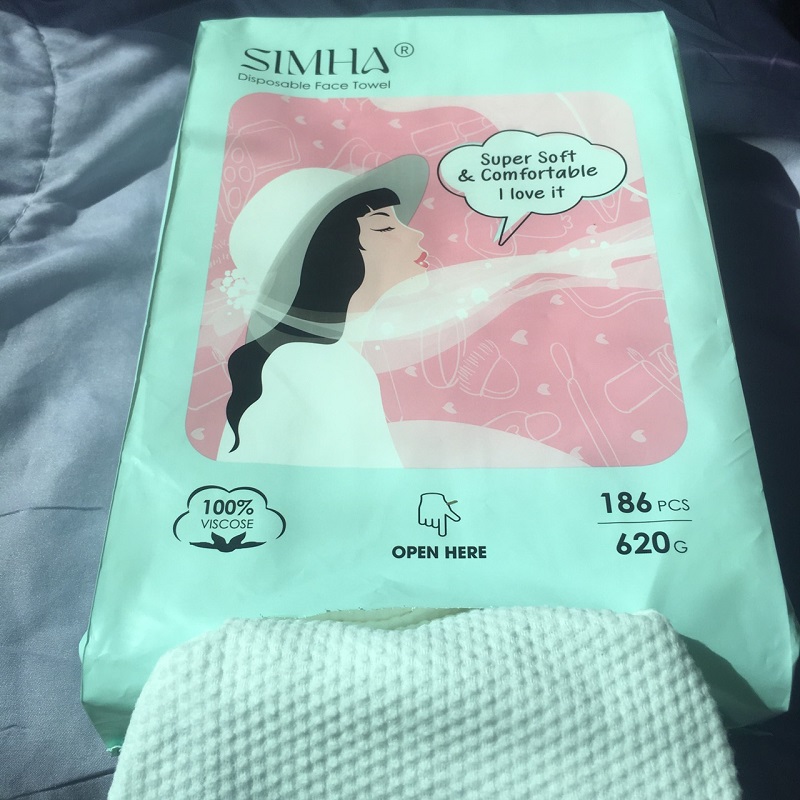 SIMHA®
Disposable Face Towel
Super Soft
& Comfortable
I love it
100%
VISCOSE
OPEN HERE
186 PCS
620G